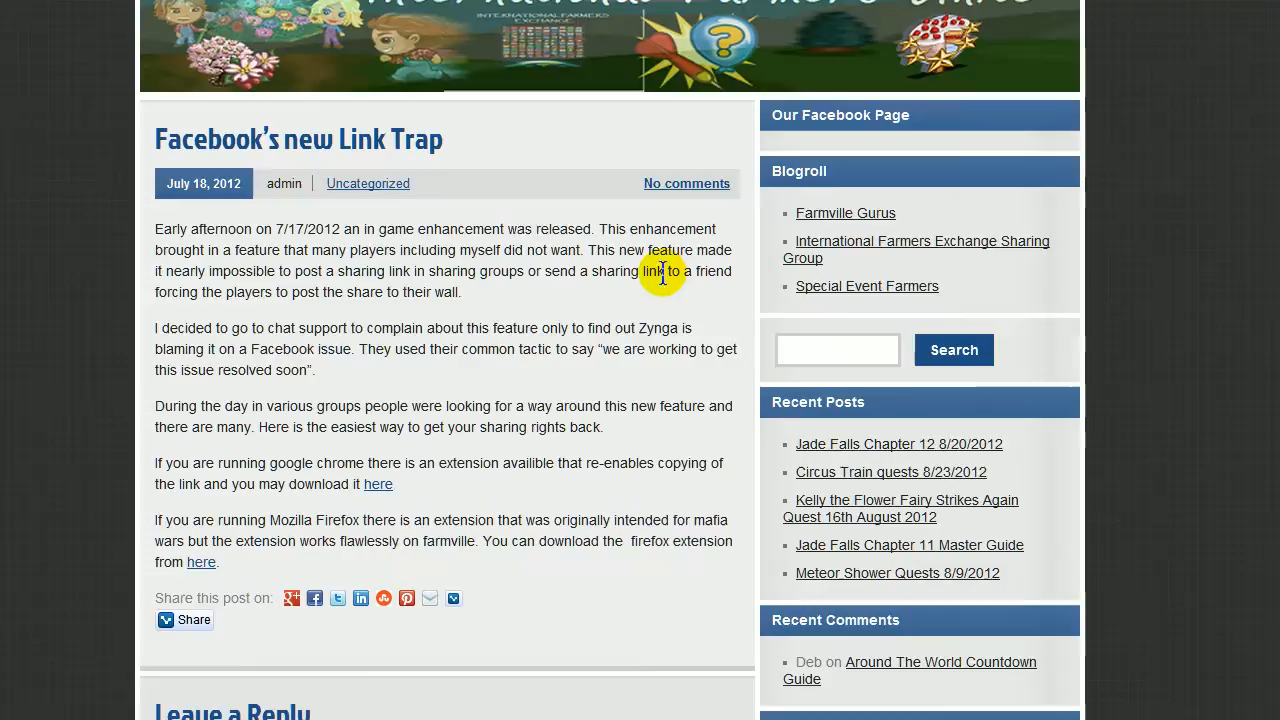 INTERNATIONAL FARMERS
EXCHANGE
Facebook's new Link Trap
July 18, 2012 admin Uncategorized No comments
Early afternoon on 7/17/2012 an in game enhancement was released. This enhancement
brought in a feature that many players including myself did not want. This new feature made
it nearly impossible to post a sharing link in sharing groups or send a sharing link to a friend
forcing the players to post the share to their wall.
I decided to go to chat support to complain about this feature only to find out Zynga is
blaming it on a Facebook issue. They used their common tactic to say “we are working to get
this issue resolved soon”.
During the day in various groups people were looking for a way around this new feature and
there are many. Here is the easiest way to get your sharing rights back.
If you are running google chrome there is an extension availible that re-enables copying of
the link and you may download it here
If you are running Mozilla Firefox there is an extension that was originally intended for mafia
wars but the extension works flawlessly on farmville. You can download the firefox extension
from here.
Share this post on:
Share
Leave a Reply
Our Facebook Page
Blogroll
Farmville Gurus
International Farmers Exchange Sharing
Group
Special Event Farmers
Search
Recent Posts
Jade Falls Chapter 12 8/20/2012
Circus Train quests 8/23/2012
Kelly the Flower Fairy Strikes Again
Quest 16th August 2012
Jade Falls Chapter 11 Master Guide
Meteor Shower Quests 8/9/2012
Recent Comments
Deb on Around The World Countdown
Guide